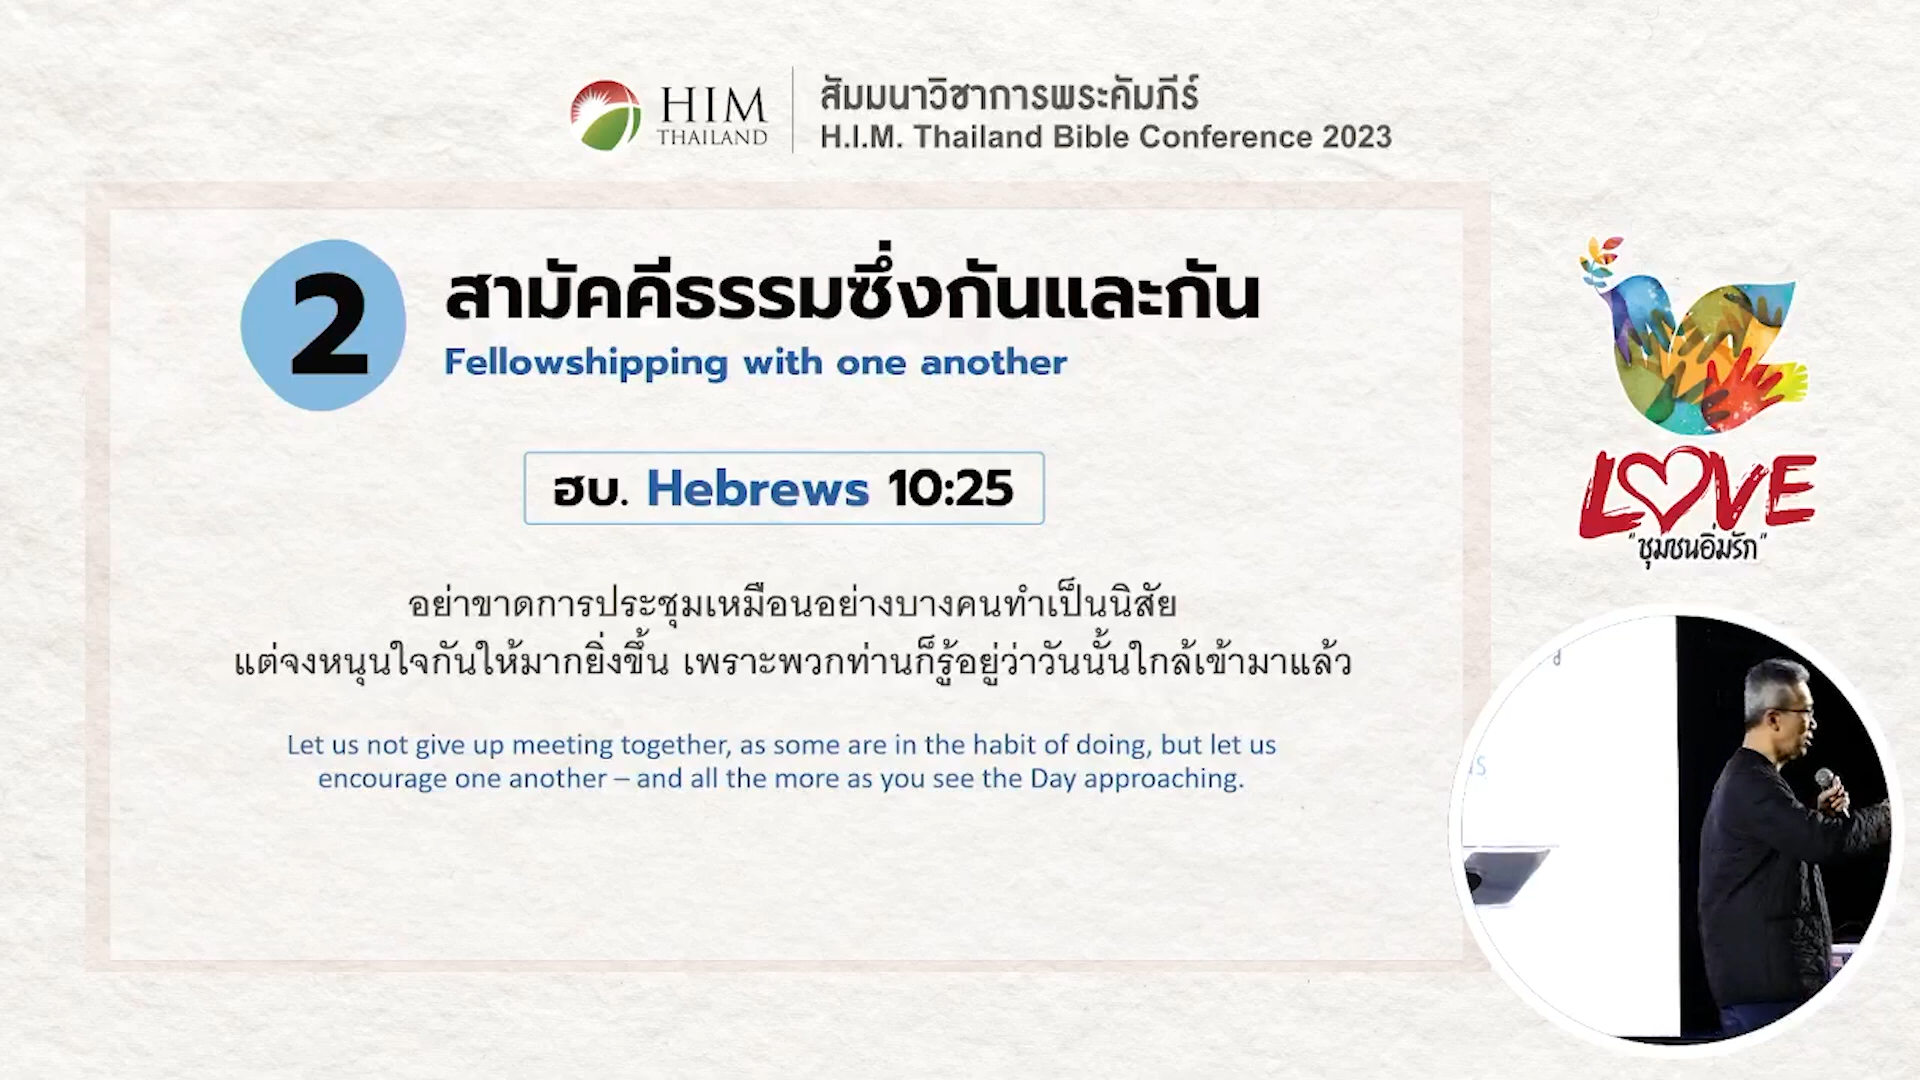 HIM
THAILAND
สัมมนาวิชาการพระคัมภีร์
H.I.M. Thailand Bible Conference 2023
2
สามัคคีธรรมซึ่งกันและกัน
Fellowshipping with one another
ฮบ. Hebrews 10:25
อย่าขาดการประชุมเหมือนอย่างบางคนทำเป็นนิสัย
แต่จงหนุนใจกันให้มากยิ่งขึ้น เพราะพวกท่านก็รู้อยู่ว่าวันนั้นใกล้เข้ามาแล้ว
Let us not give up meeting together, as some are in the habit of doing, but let us
encourage one another – and all the more as you see the Day approaching.
LOVE
"ชุมชนอิ่มรัก"